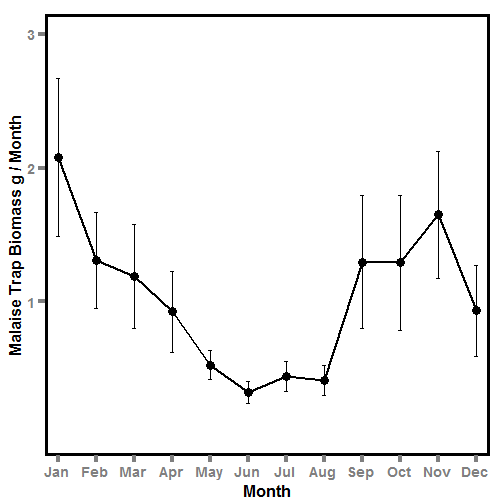 Malaise Trap Biomass g / Month
3
2
1
Jan Feb Mar Apr May Jun Jul Aug Sep Oct Nov Dec
Month